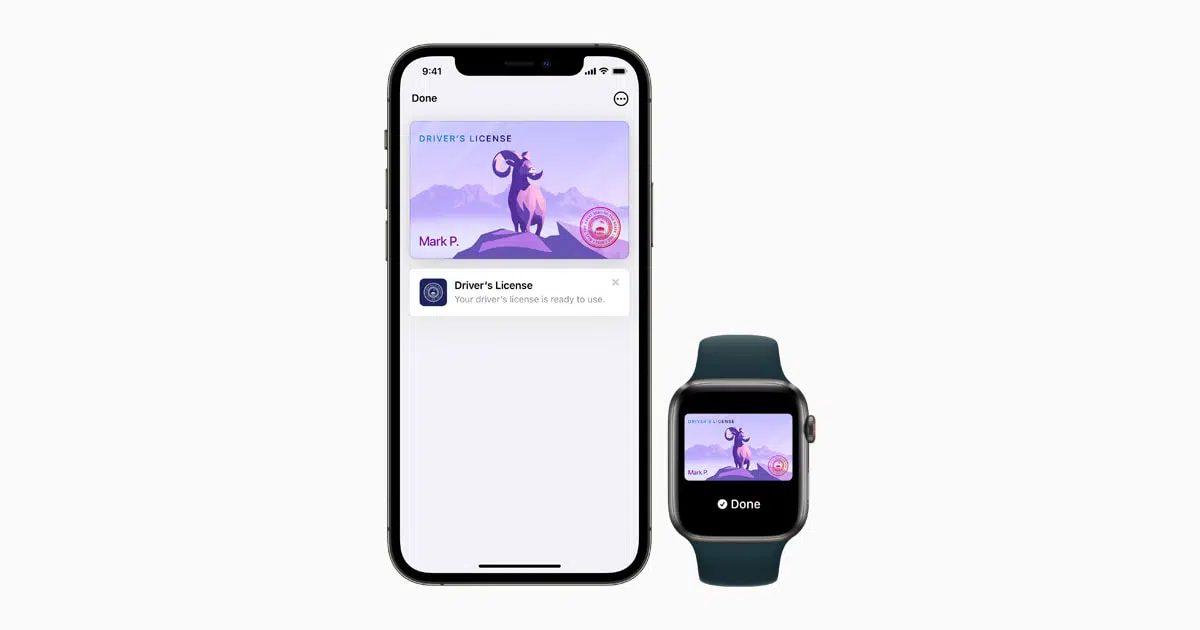 9:41
Done
DRIVER'S LICENSE
Mark P.
Driver's License
Your driver's license is ready to use.
DRIVER'S LICENSE
Mark P.
Done